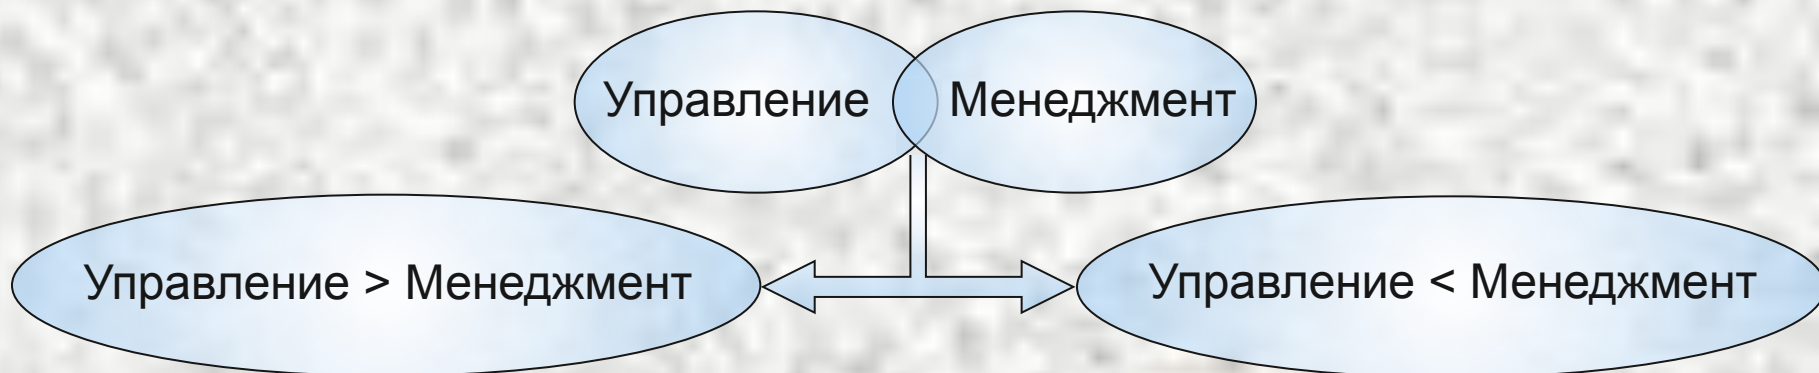 Управление Менеджмент
Управление > Менеджмент
Управление < Менеджмент